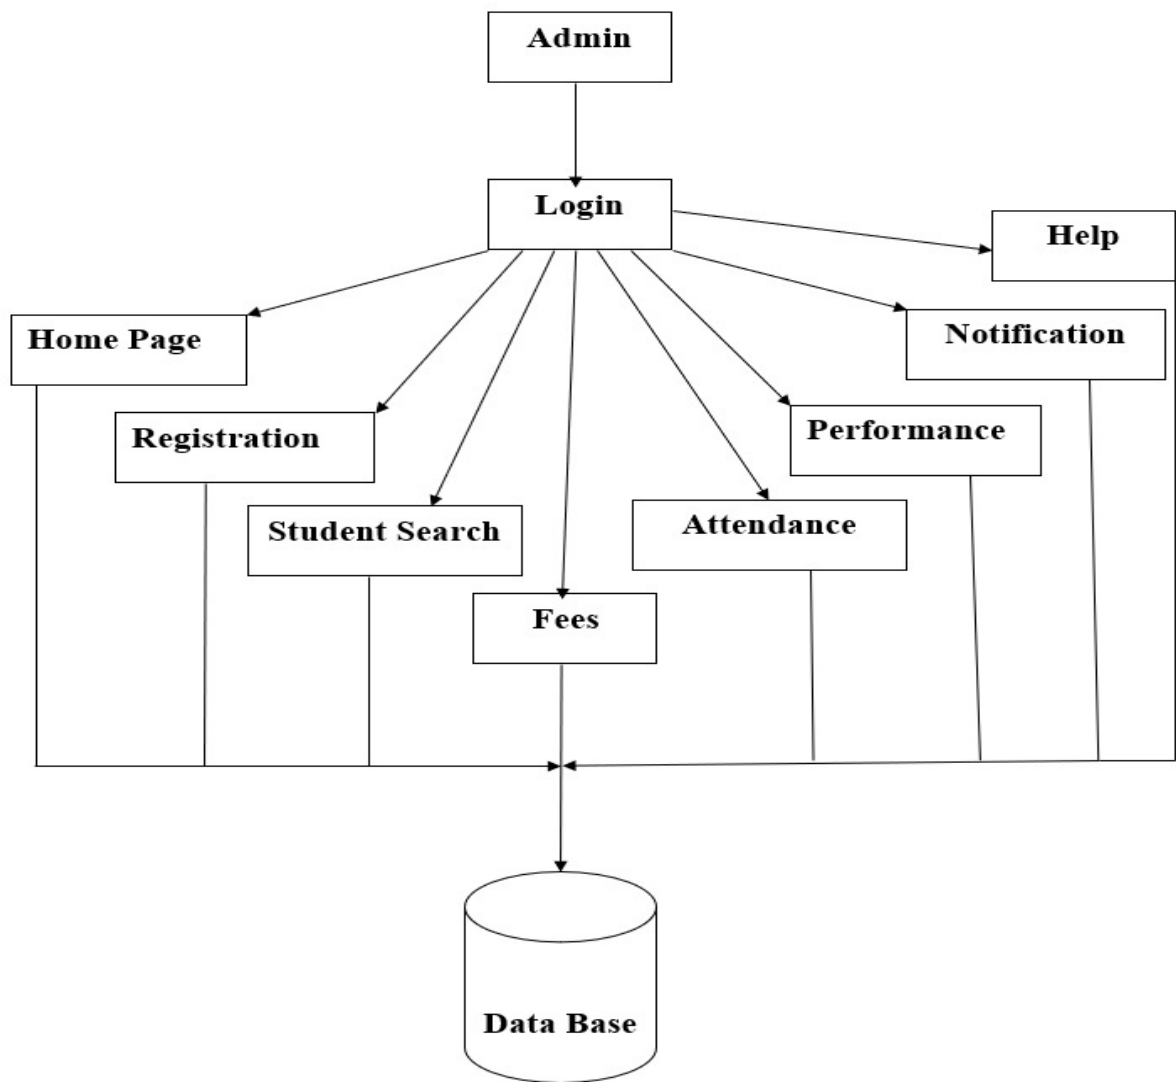 Admin
Login
Help
Home Page
Notification
Registration
Performance
Student Search
Attendance
Fees
Data Base